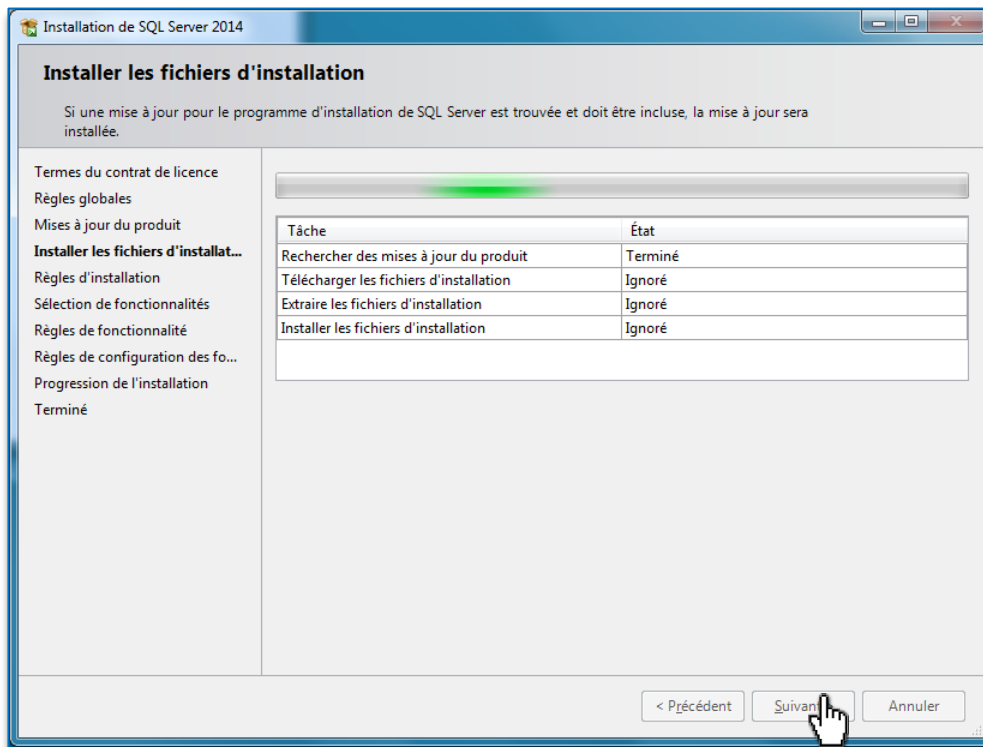 Installation de SQL Server 2014
Installer les fichiers d'installation
Si une mise à jour pour le programme d'installation de SQL Server est trouvée et doit être incluse, la mise à jour sera
installée.
Termes du contrat de licence
Règles globales
Mises à jour du produit
Installer les fichiers d'installat...
Règles d'installation
Sélection de fonctionnalités
Règles de fonctionnalité
Règles de configuration des fo...
Progression de l'installation
Terminé
Tâche État
Rechercher des mises à jour du produit Terminé
Télécharger les fichiers d'installation Ignoré
Extraire les fichiers d'installation Ignoré
Installer les fichiers d'installation Ignoré
< Précédent Suivant Annuler